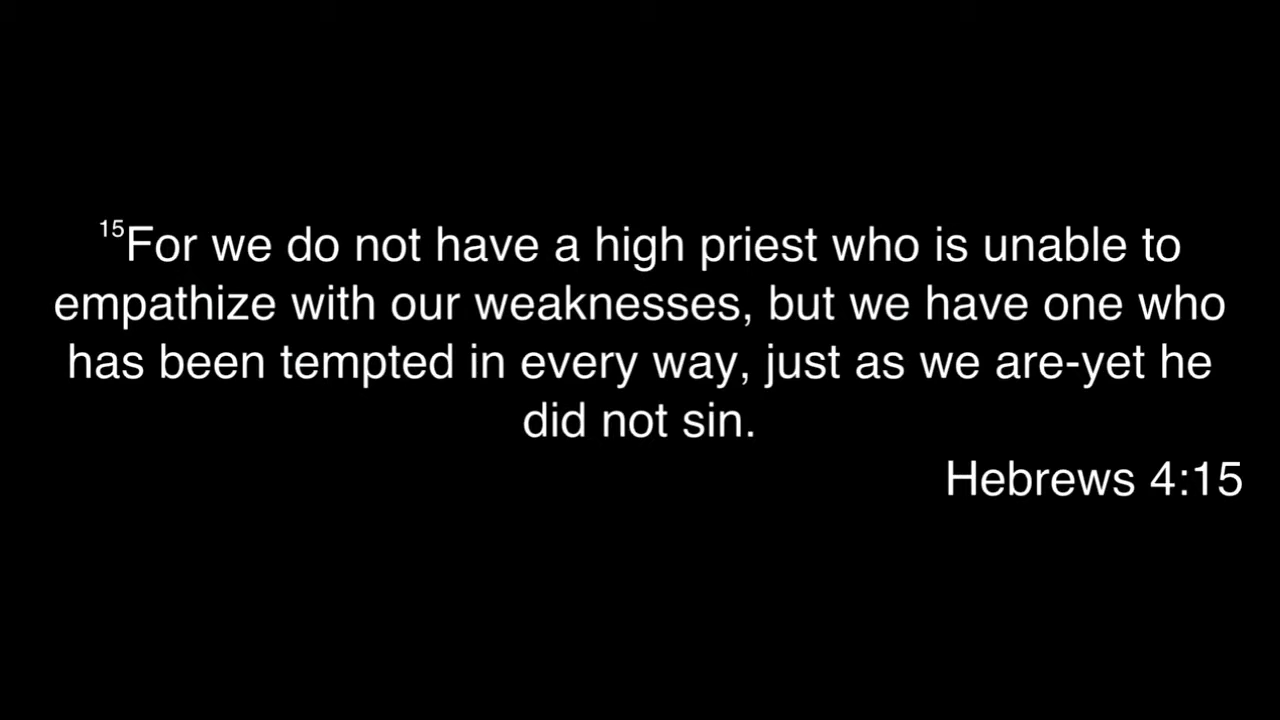 15For we do not have a high priest who is unable to
empathize with our weaknesses, but we have one who
has been tempted in every way, just as we are-yet he
did not sin.
Hebrews 4:15